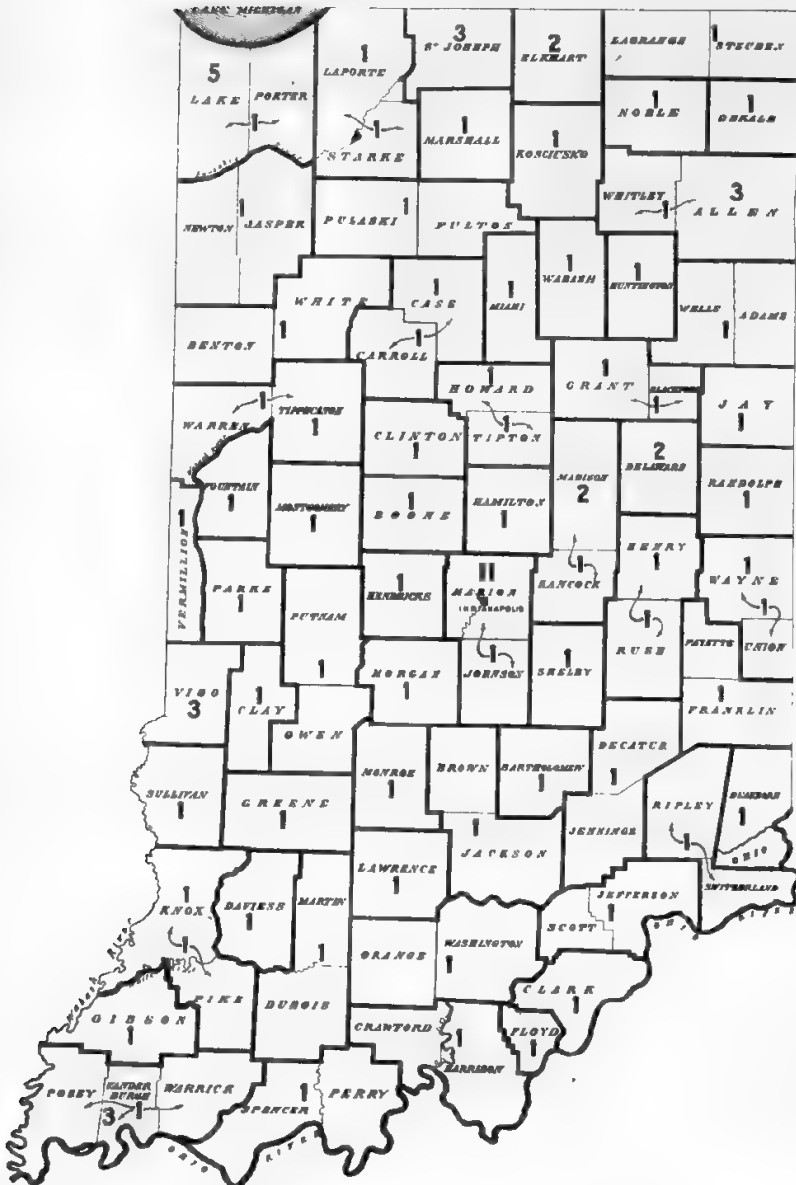 LAKE MICHIGAN
5
LAKE
PORTER
1
1
LAPORTE
1
STARKE
3
ST JOSEPH
2
ELKHART
LAGRANGE
1
STEUBEN
1
MARSHALL
1
KOSCIUSKO
1
NOBLE
1
DEKALB
WHITLEY
1
3
ALLEN
NEWTON
1
JASPER
PULASKI
1
FULTON
WHITE
1
1
CASS
1
MIAMI
1
WABASH
1
HUNTINGTON
WELLS
1
ADAMS
BENTON
CARROLL
1
1
HOWARD
1
GRANT
BLACKFORD
1
JAY
1
WARREN
1
TIPPECANOE
1
CLINTON
1
1
TIPTON
MADISON
2
2
DELAWARE
RANDOLPH
1
FOUNTAIN
1
MONTGOMERY
1
1
BOONE
HAMILTON
1
VERMILLION
1
PARKE
1
PUTNAM
1
1
HENDRICKS
11
MARION
INDIANAPOLIS
1
HANCOCK
1
HENRY
1
1
WAYNE
1
VIGO
3
1
CLAY
OWEN
MORGAN
1
JOHNSON
1
SHELBY
1
RUSH
FAYETTE
UNION
1
FRANKLIN
SULLIVAN
1
GREENE
1
MONROE
1
BROWN
BARTHOLOMEW
1
DECATUR
1
RIPLEY
1
DEARBORN
1
OHIO
LAWRENCE
1
1
JACKSON
JENNINGS
JEFFERSON
1
SWITZERLAND
1
KNOX
1
DAVIESS
1
MARTIN
1
ORANGE
WASHINGTON
1
SCOTT
OHIO RIVER
Wabash River
GIBSON
1
PIKE
DUBOIS
CRAWFORD
1
HARRISON
CLARK
1
FLOYD
1
POSEY
VANDER
BURGH
3
1
WARRICK
1
SPENCER
PERRY
OHIO RIVER